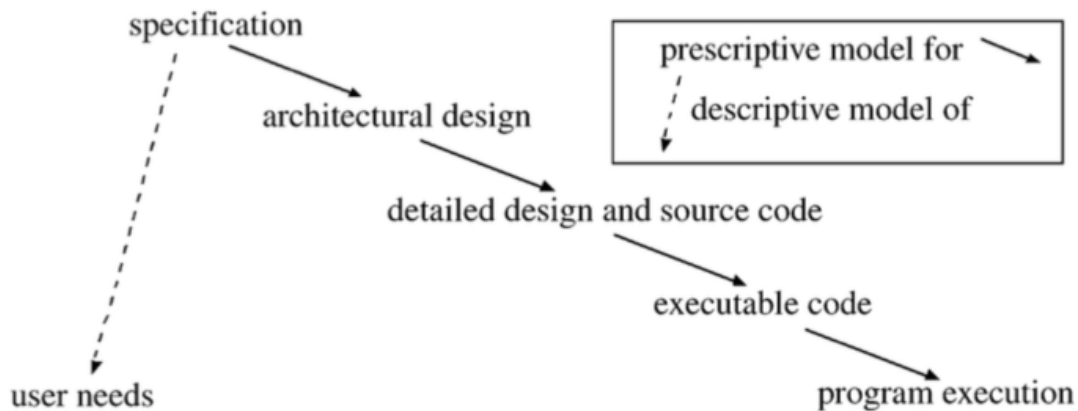 specification
prescriptive model for
descriptive model of
architectural design
detailed design and source code
executable code
user needs
program execution